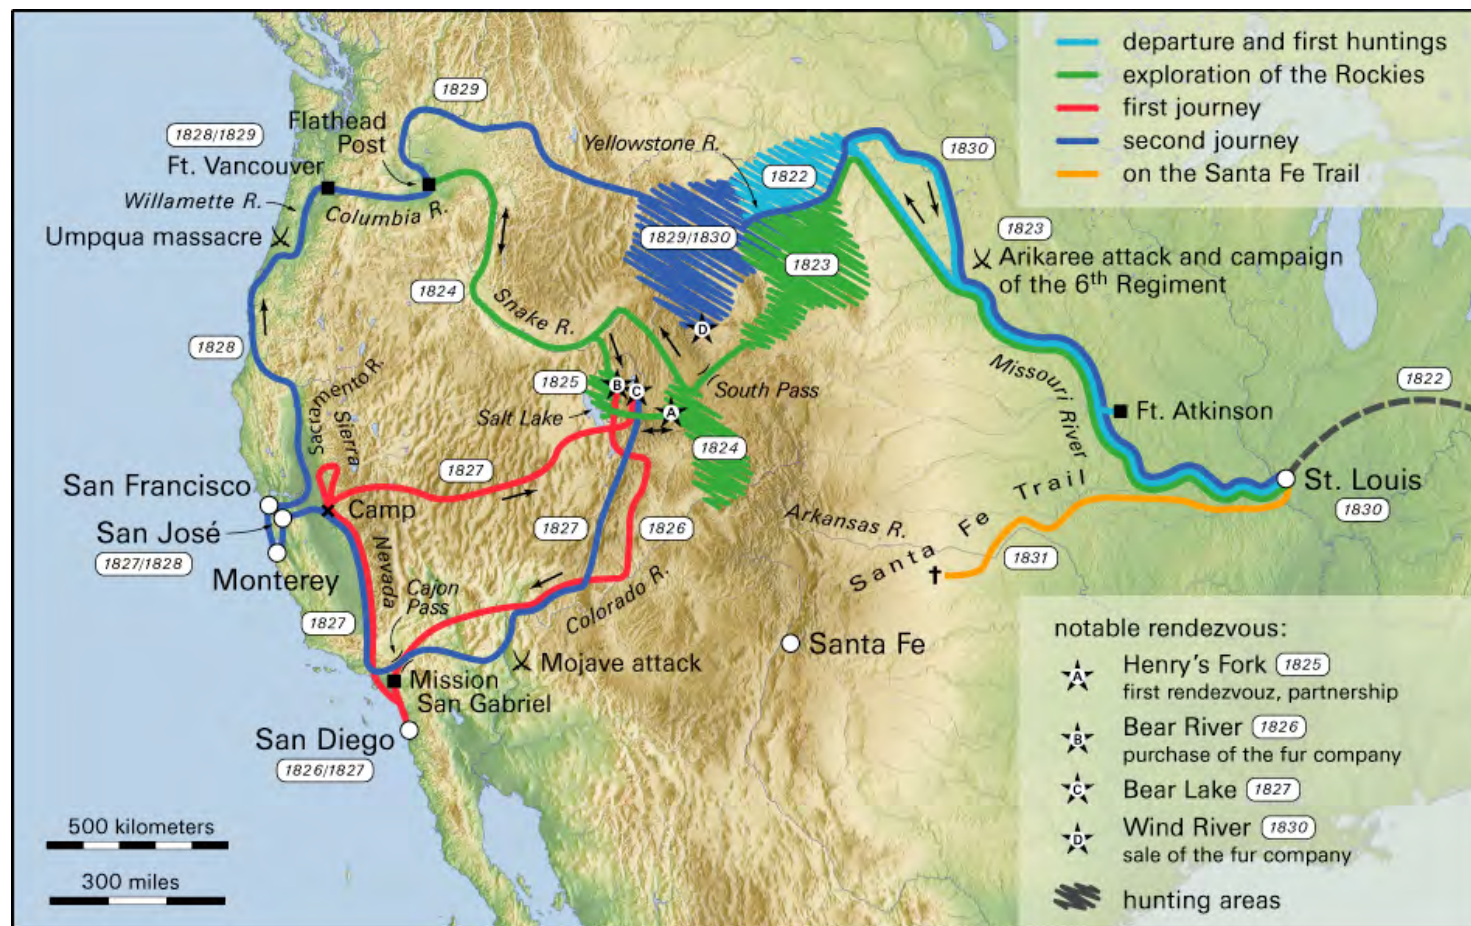 departure and first huntings
exploration of the Rockies
first journey
second journey
on the Santa Fe Trail
1829
Flathead
Post
1828/1829
Ft. Vancouver
Willamette R.
Columbia R.
Umpqua massacre
Yellowstone R.
1822
1830
1829/1830
1823
1823
Arikaree attack and campaign
of the 6th Regiment
1824
Snake R.
1828
D
Sacramento R.
Sierra
Nevada
1825
B
C
A
South Pass
Salt Lake
1824
Missouri River
Ft. Atkinson
1822
St. Louis
1830
San Francisco
Camp
San José
1827/1828
Monterey
1827
1827
1826
Arkansas R.
Santa Fe Trail
1831
Cajon
Pass
Colorado R.
1827
Mojave attack
Santa Fe
Mission
San Gabriel
San Diego
1826/1827
500 kilometers
300 miles
notable rendezvous:
A Henry's Fork 1825
first rendezvouz, partnership
B Bear River 1826
purchase of the fur company
C Bear Lake 1827
D Wind River 1830
sale of the fur company
hunting areas